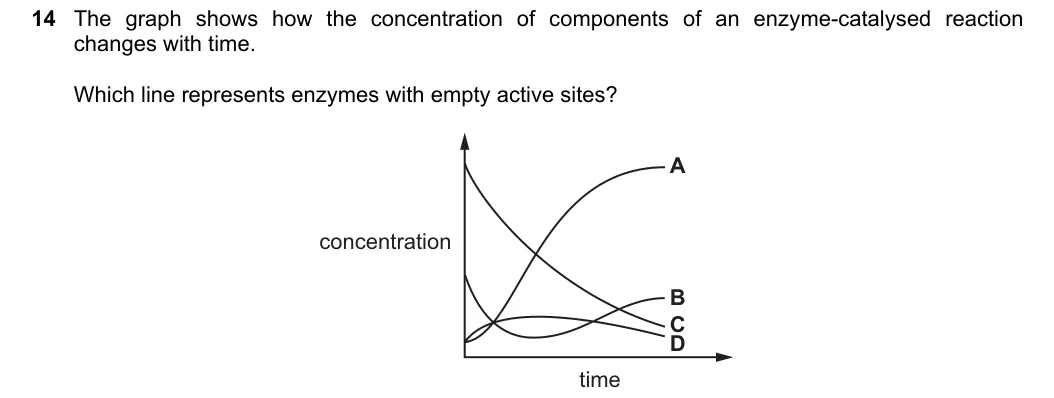 14 The graph shows how the concentration of components of an enzyme-catalysed reaction
changes with time.
Which line represents enzymes with empty active sites?
A
concentration
B
C
D
time